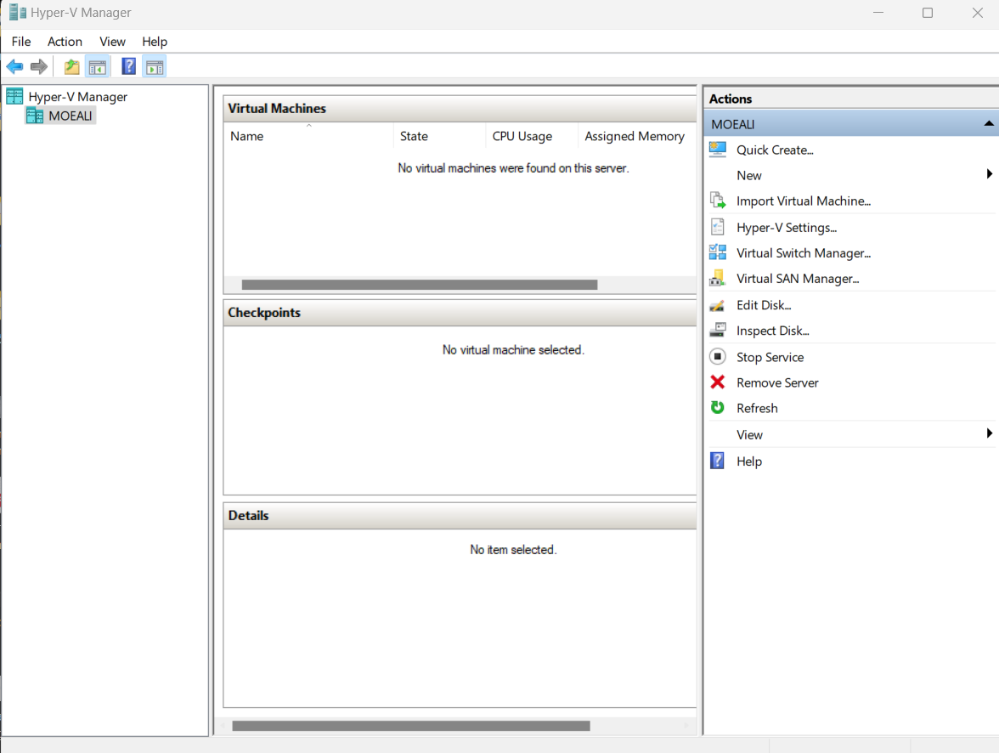 Hyper-V Manager
File Action View Help
Hyper-V Manager
MOEALI
Virtual Machines
Name State CPU Usage Assigned Memory
No virtual machines were found on this server.
Checkpoints
No virtual machine selected.
Details
No item selected.
Actions
MOEALI
Quick Create...
New
Import Virtual Machine...
Hyper-V Settings...
Virtual Switch Manager...
Virtual SAN Manager...
Edit Disk...
Inspect Disk...
Stop Service
Remove Server
Refresh
View
Help